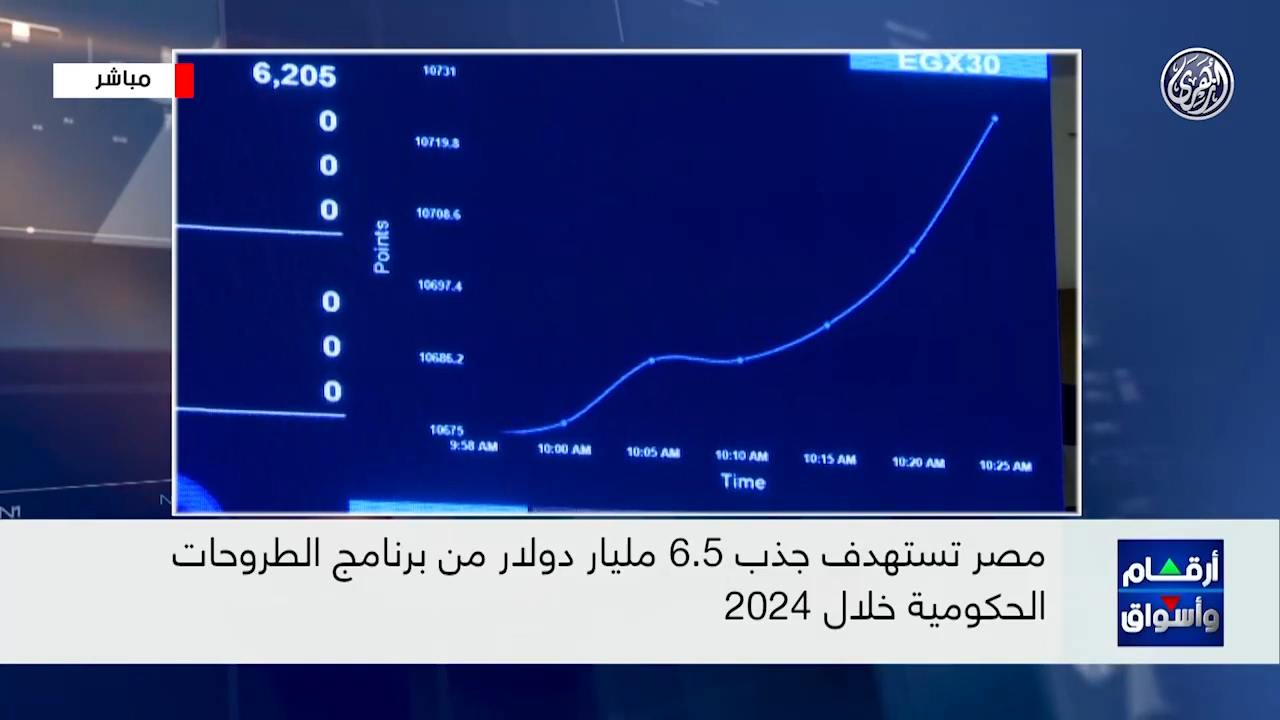 مباشر
6,205
0
0
0
0
0
0
EGX30
10731
10719.8
10708.6
10697.4
10686.2
10675
Points
9:58 AM 10:00 AM 10:05 AM 10:10 AM 10:15 AM 10:20 AM 10:25 AM
Time
مصر تستهدف جذب 6.5 مليار دولار من برنامج الطروحات
الحكومية خلال 2024
أرقام
وأسواق